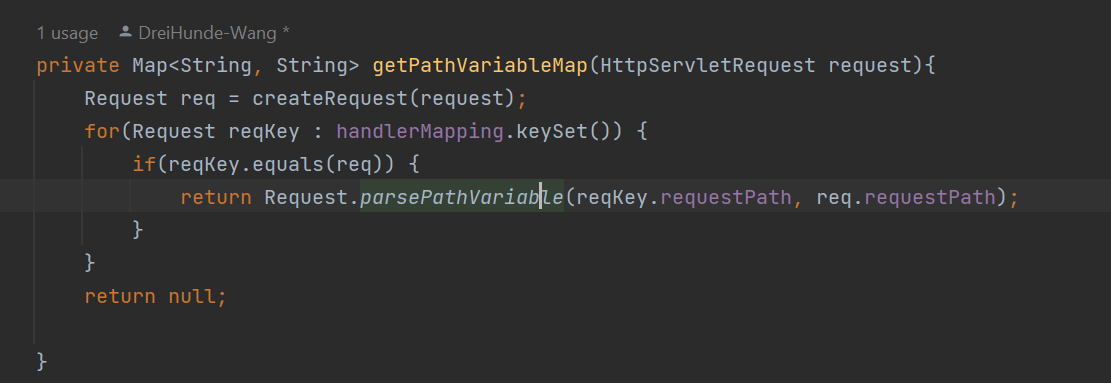 1 usage DreiHunde-Wang *
private Map<String, String> getPathVariableMap(HttpServletRequest request){
    Request req = createRequest(request);
    for(Request reqKey : handlerMapping.keySet()) {
        if(reqKey.equals(req)) {
            return Request.parsePathVariable(reqKey.requestPath, req.requestPath);
        }
    }
    return null;
}